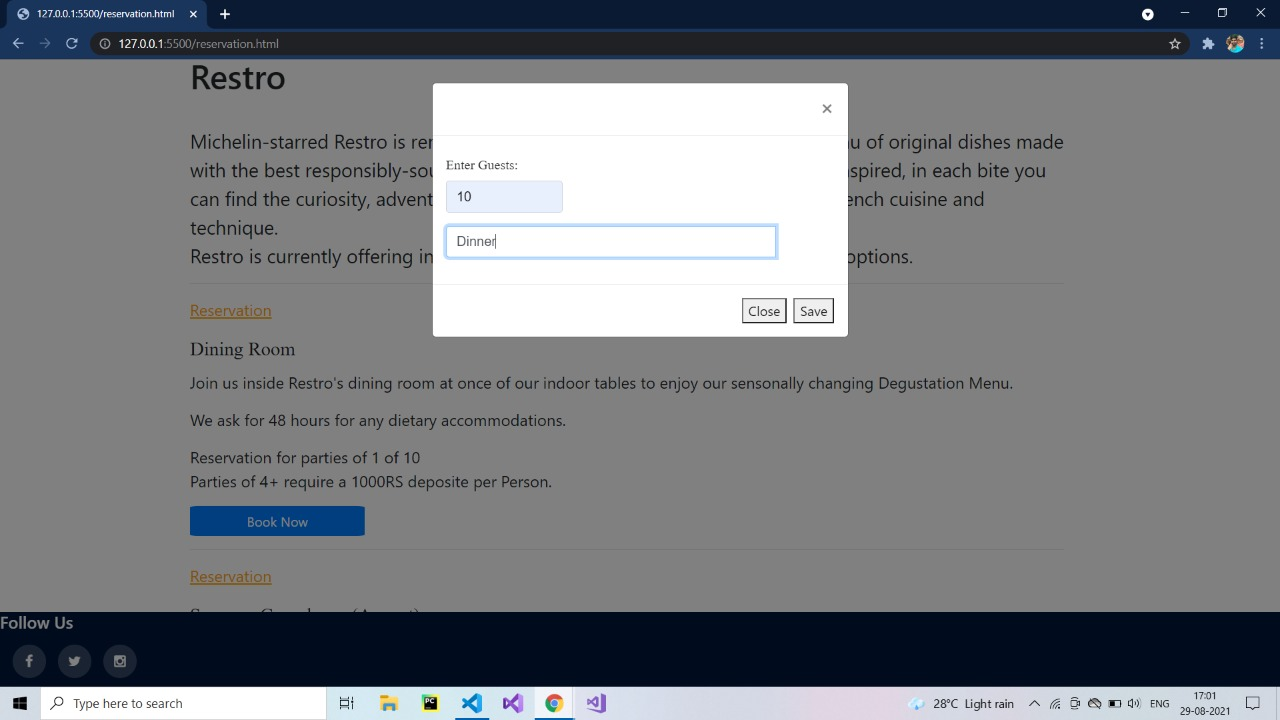 127.0.0.1:5500/reservation.html
127.0.0.1:5500/reservation.html
Restro
×
Michelin-starred Restro is
u of original dishes made
Enter Guests:
with the best
spired, in each bite you
10
can find the curiosity,
ench cuisine and
technique.
Dinner
Restro is currently offering
options.
Reservation
Close Save
Dining Room
Join us inside Restro's dining room at once of our indoor tables to enjoy our sensonally changing Degustation Menu.
We ask for 48 hours for any dietary accommodations.
Reservation for parties of 1 of 10
Parties of 4+ require a 1000RS deposite per Person.
Book Now
Reservation
Follow Us
Type here to search
PC
28°C Light rain
ENG
17:01
29-08-2021